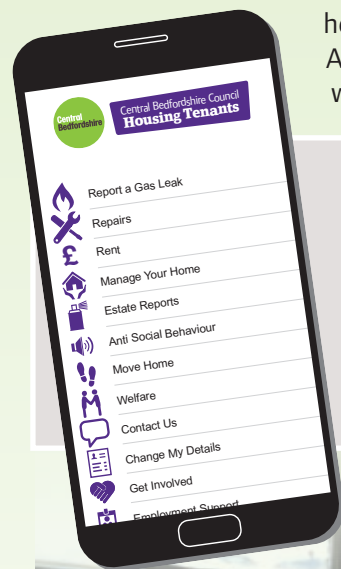 Central
Bedfordshire
Central Bedfordshire Council
Housing Tenants
Report a Gas Leak
Repairs
£
Rent
Manage Your Home
Estate Reports
Anti Social Behaviour
Move Home
Welfare
Contact Us
Change My Details
Get Involved
Employment Support